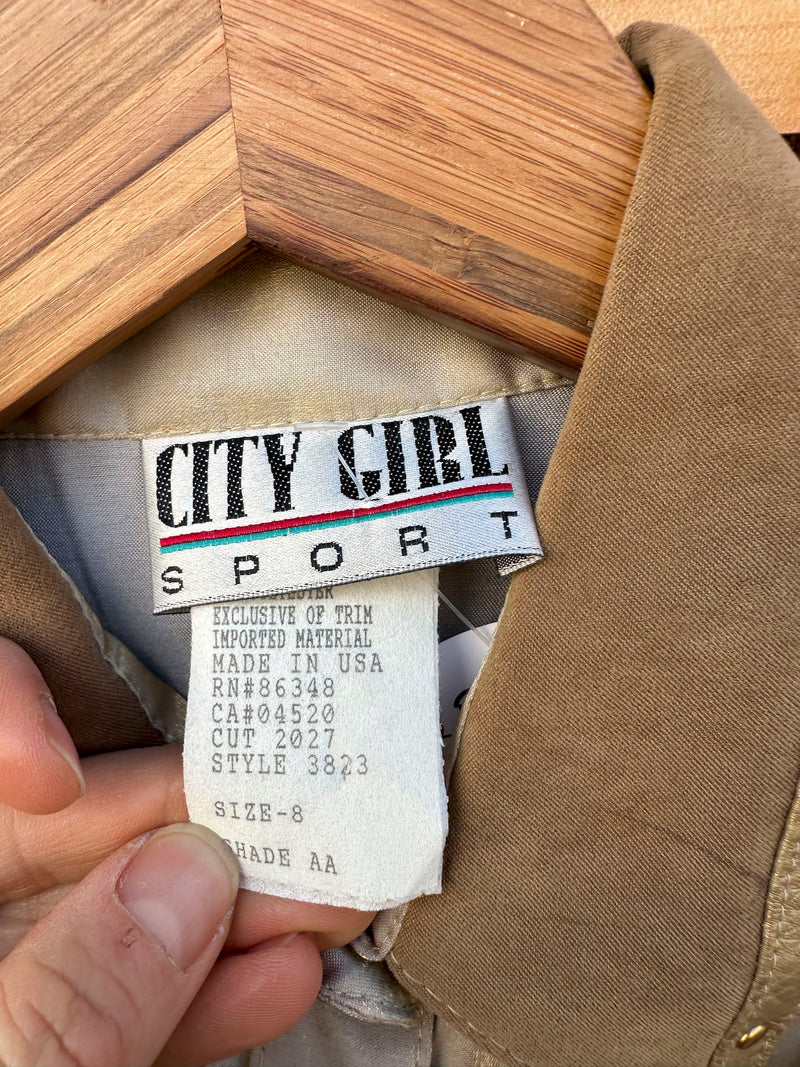 CITY GIRL
SPORT
EXCLUSIVE OF TRIM
IMPORTED MATERIAL
MADE IN USA
RN#86348
CA#04520
CUT 2027
STYLE 3823
SIZE-8
SHADE AA